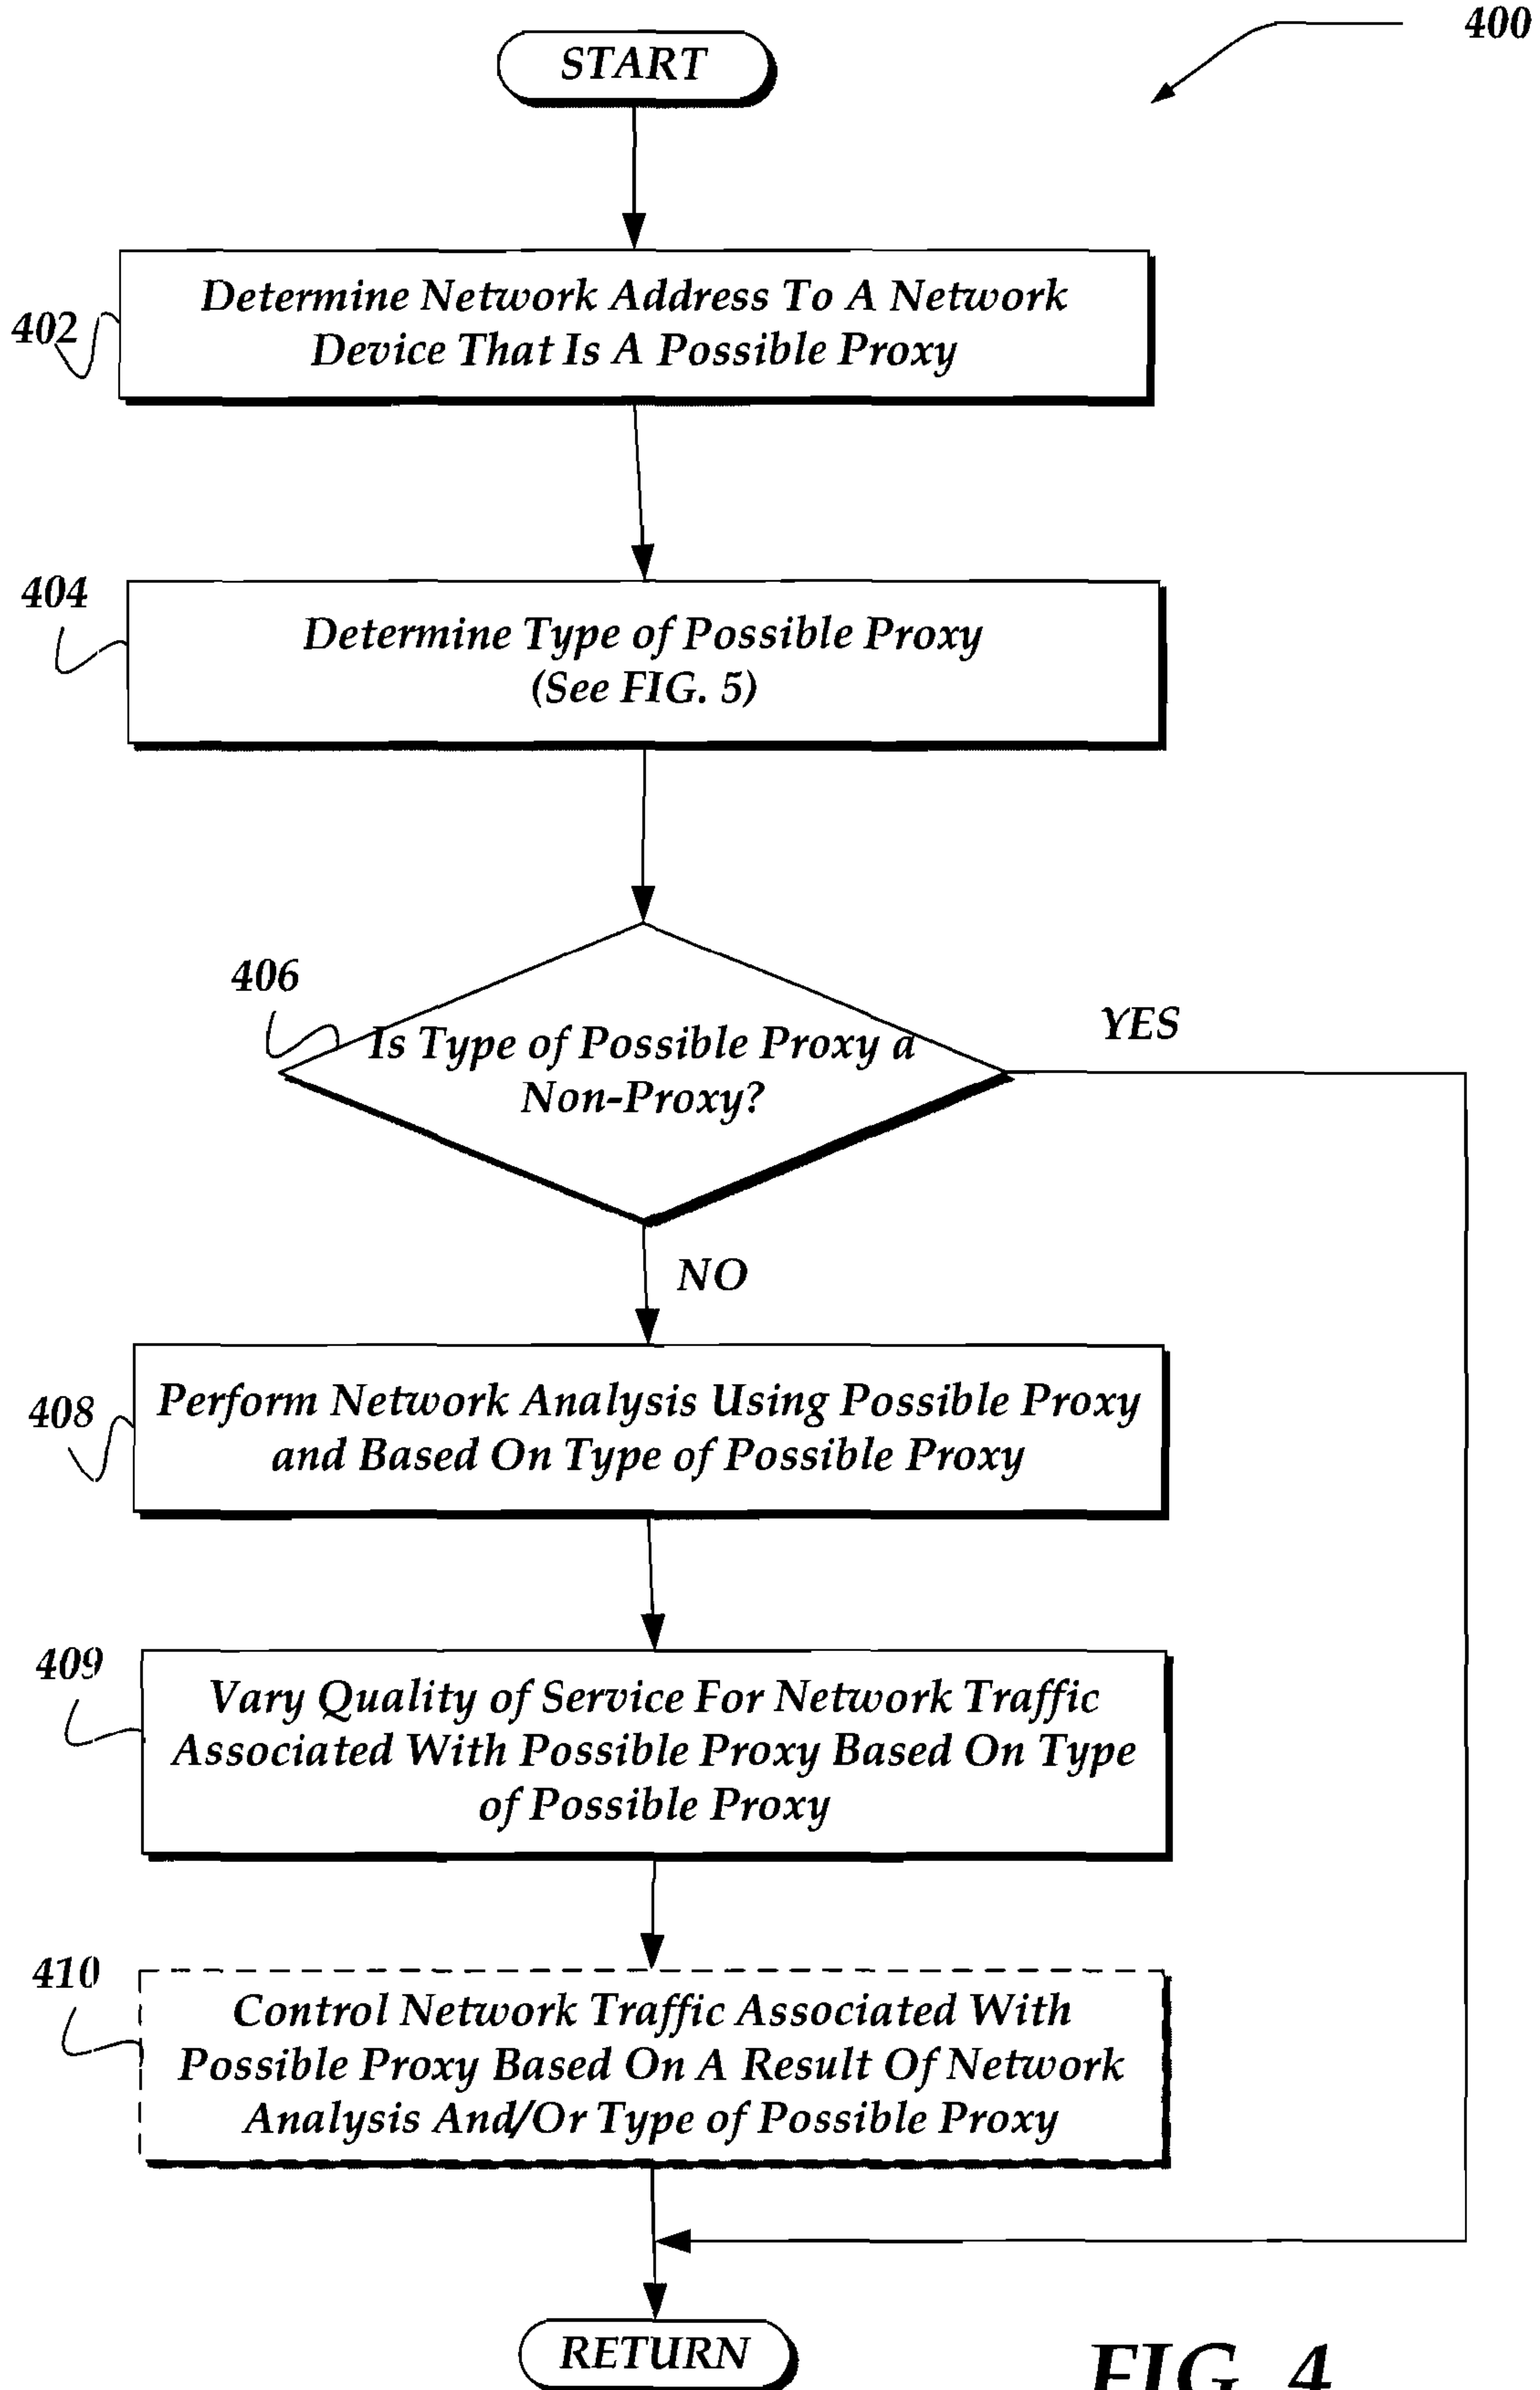 400
START
402
Determine Network Address To A Network
Device That Is A Possible Proxy
404
Determine Type of Possible Proxy
(See FIG. 5)
406
Is Type of Possible Proxy a
Non-Proxy?
YES
NO
408
Perform Network Analysis Using Possible Proxy
and Based On Type of Possible Proxy
409
Vary Quality of Service For Network Traffic
Associated With Possible Proxy Based On Type
of Possible Proxy
410
Control Network Traffic Associated With
Possible Proxy Based On A Result Of Network
Analysis And/Or Type of Possible Proxy
RETURN
FIG. 4